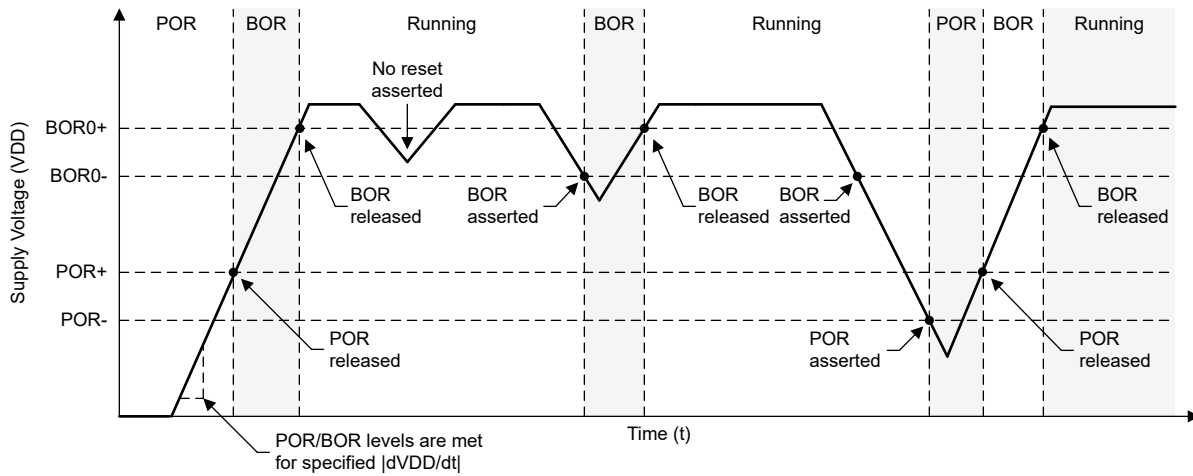 POR
BOR
Running
BOR
Running
POR
BOR
Running
No reset
asserted
Supply Voltage (VDD)
BOR0+
BOR0-
POR+
POR-
BOR
released
BOR
asserted
BOR
released
BOR
asserted
BOR
released
POR
released
POR
asserted
POR
released
Time (t)
POR/BOR levels are met
for specified |dVDD/dt|